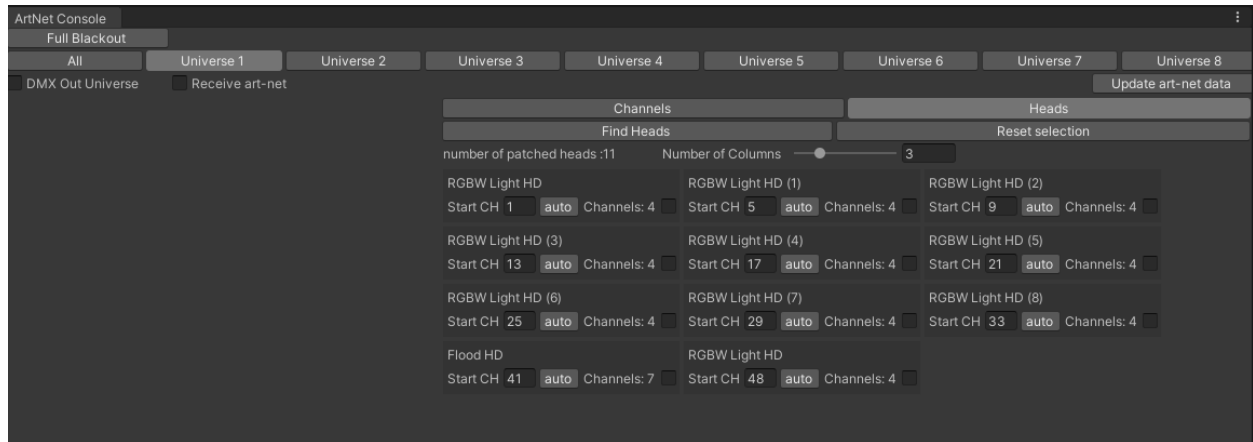 ArtNet Console
Full Blackout
All Universe 1 Universe 2 Universe 3 Universe 4 Universe 5 Universe 6 Universe 7 Universe 8
DMX Out Universe Receive art-net Update art-net data
Channels Heads
Find Heads Reset selection
number of patched heads :11 Number of Columns 3
RGBW Light HD RGBW Light HD (1) RGBW Light HD (2)
Start CH 1 auto Channels: 4 Start CH 5 auto Channels: 4 Start CH 9 auto Channels: 4
RGBW Light HD (3) RGBW Light HD (4) RGBW Light HD (5)
Start CH 13 auto Channels: 4 Start CH 17 auto Channels: 4 Start CH 21 auto Channels: 4
RGBW Light HD (6) RGBW Light HD (7) RGBW Light HD (8)
Start CH 25 auto Channels: 4 Start CH 29 auto Channels: 4 Start CH 33 auto Channels: 4
Flood HD RGBW Light HD
Start CH 41 auto Channels: 7 Start CH 48 auto Channels: 4